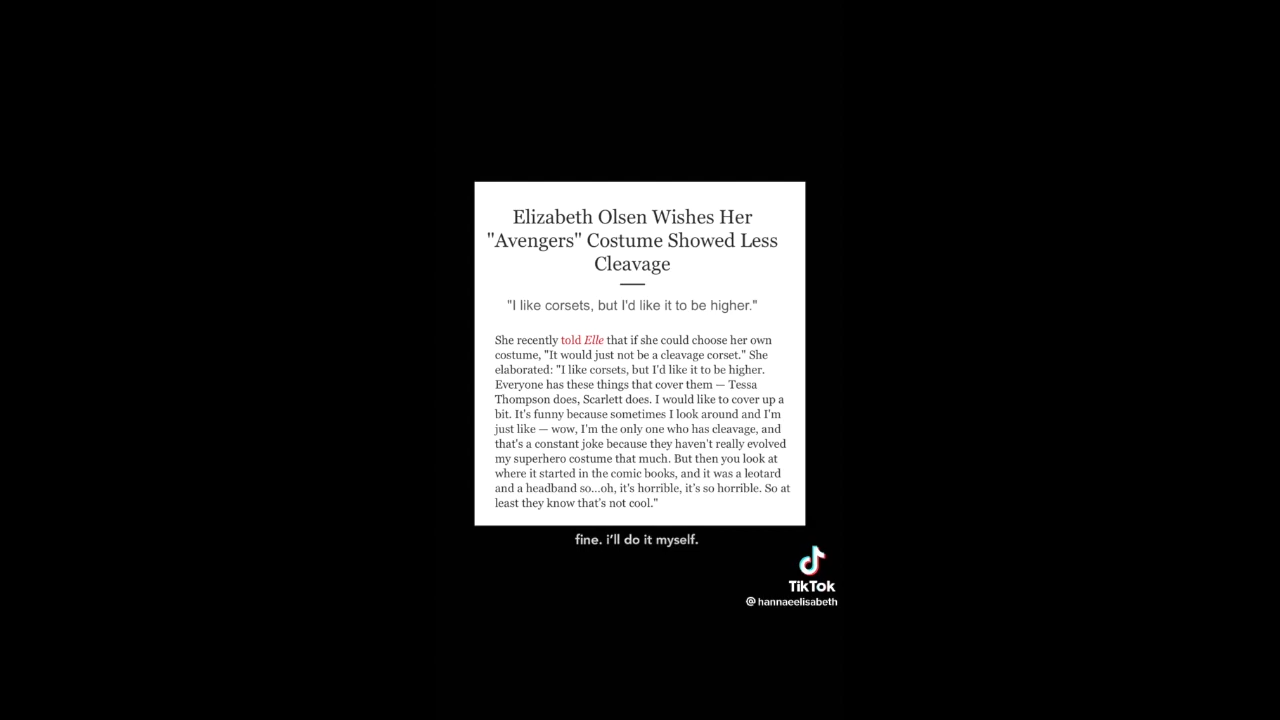 Elizabeth Olsen Wishes Her
"Avengers" Costume Showed Less
Cleavage
"I like corsets, but I'd like it to be higher."
She recently told Elle that if she could choose her own
costume, "It would just not be a cleavage corset." She
elaborated: "I like corsets, but I'd like it to be higher.
Everyone has these things that cover them — Tessa
Thompson does, Scarlett does. I would like to cover up a
bit. It's funny because sometimes I look around and I'm
just like — wow, I'm the only one who has cleavage, and
that's a constant joke because they haven't really evolved
my superhero costume that much. But then you look at
where it started in the comic books, and it was a leotard
and a headband so...oh, it's horrible, it's so horrible. So at
least they know that's not cool."
fine. i'll do it myself.
TikTok
@hannaeelisabeth